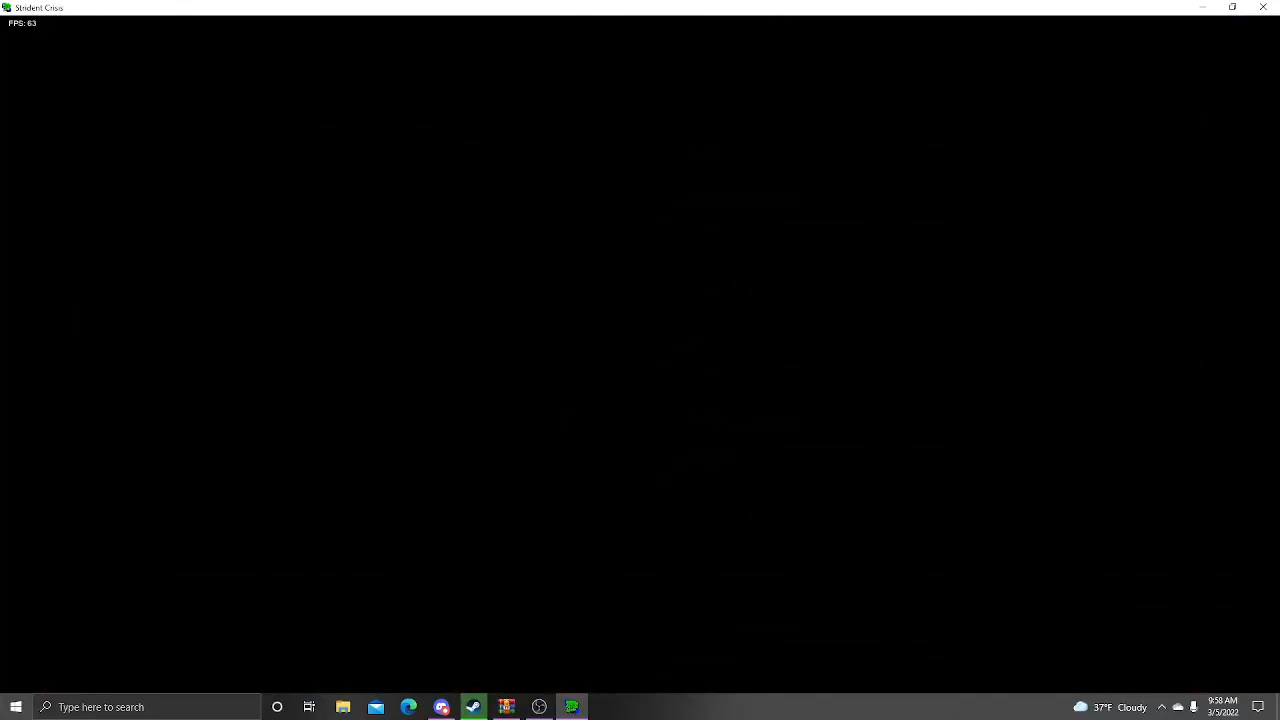 Strident Crisis
FPS: 63
Type here to search
37°F Cloudy
9:58 AM
3/5/2022